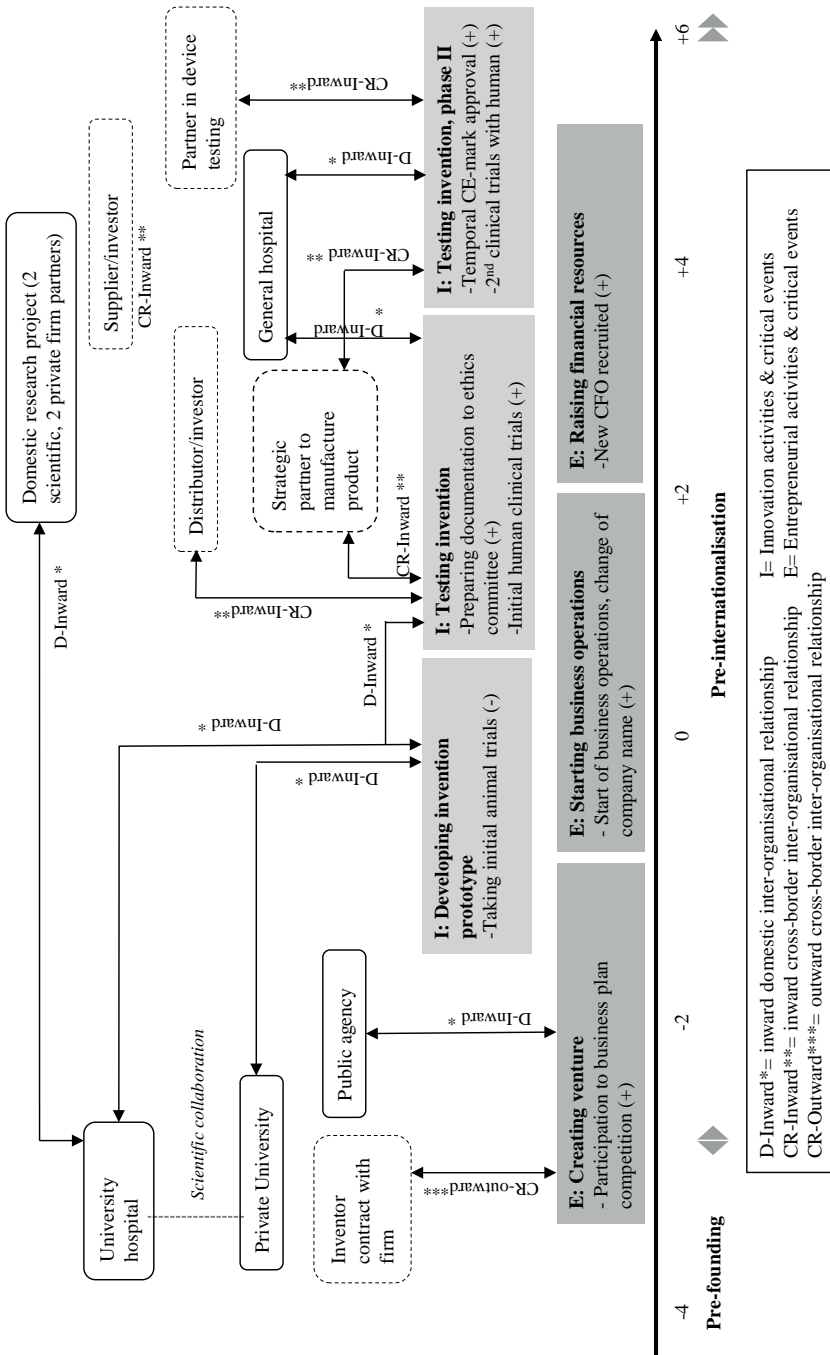 Domestic research project (2
scientific, 2 private firm partners)
D-Inward *
Supplier/investor
CR-Inward **
Partner in device
testing
Distributor/investor
General hospital
University
hospital
Scientific collaboration
Private University
Strategic
partner to
manufacture
product
Public agency
Inventor
contract with
firm
CR-outward***
D-Inward *
D-Inward *
D-Inward *
D-Inward *
CR-Inward**
CR-Inward **
D-Inward
*
CR-Inward **
D-Inward *
CR-Inward**
I: Developing invention
prototype
-Taking initial animal trials (-)
I: Testing invention
-Preparing documentation to ethics
committee (+)
-Initial human clinical trials (+)
I: Testing invention, phase II
-Temporal CE-mark approval (+)
-2nd clinical trials with human (+)
E: Creating venture
- Participation to business plan
competition (+)
E: Starting business operations
- Start of business operations, change of
company name (+)
E: Raising financial resources
-New CFO recruited (+)
-4
-2
0
+2
+4
+6
Pre-founding
Pre-internationalisation
D-Inward*= inward domestic inter-organisational relationship
CR-Inward**= inward cross-border inter-organisational relationship
CR-Outward***= outward cross-border inter-organisational relationship
I= Innovation activities & critical events
E= Entrepreneurial activities & critical events